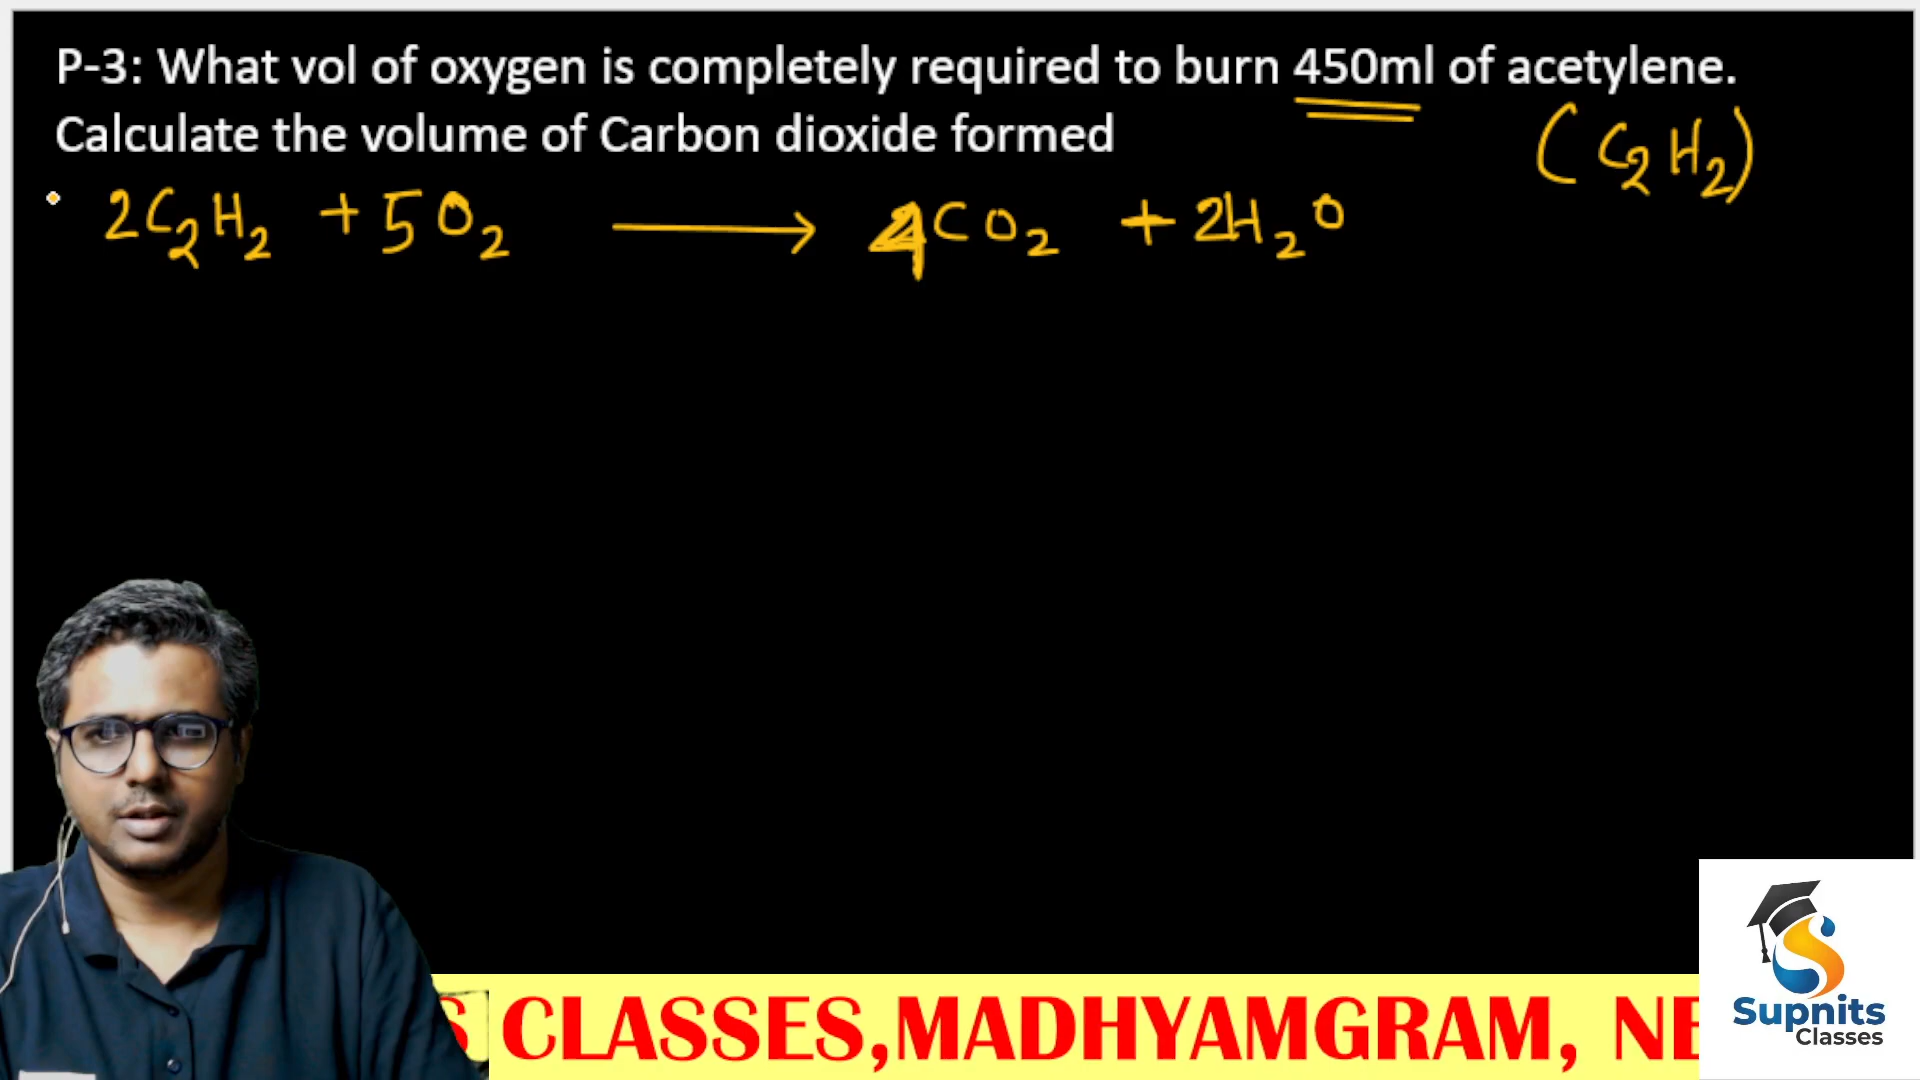 P-3: What vol of oxygen is completely required to burn 450ml of acetylene.
Calculate the volume of Carbon dioxide formed
(C2H2)
2C2H2 + 5O2 → 4CO2 + 2H2O
S CLASSES,MADHYAMGRAM, NE
Supnits
Classes